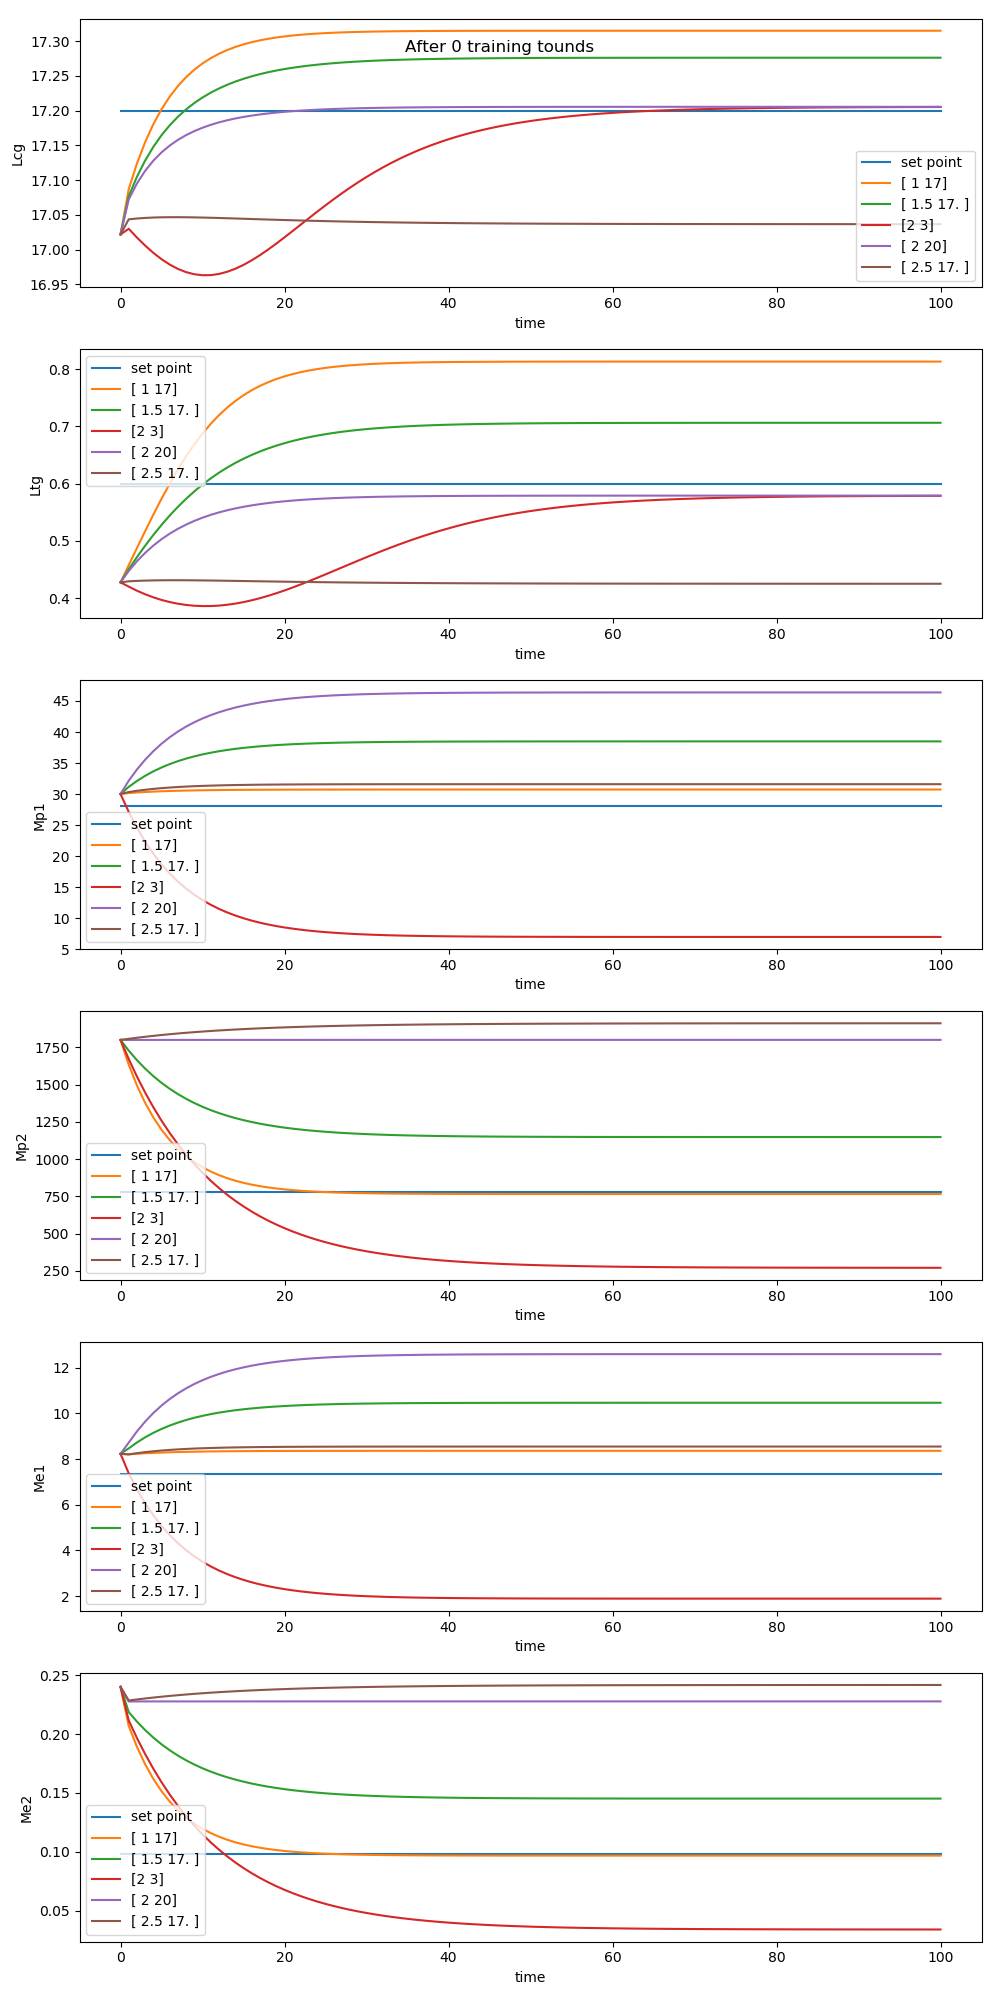 After 0 training tounds
17.30
17.25
17.20
17.15
17.10
17.05
17.00
16.95
Lcg
set point
[ 1 17]
[ 1.5 17. ]
[2 3]
[ 2 20]
[ 2.5 17. ]
0 20 40 60 80 100
time
0.8
0.7
0.6
0.5
0.4
Ltg
set point
[ 1 17]
[ 1.5 17. ]
[2 3]
[ 2 20]
[ 2.5 17. ]
0 20 40 60 80 100
time
45
40
35
30
25
20
15
10
5
Mp1
set point
[ 1 17]
[ 1.5 17. ]
[2 3]
[ 2 20]
[ 2.5 17. ]
0 20 40 60 80 100
time
1750
1500
1250
1000
750
500
250
Mp2
set point
[ 1 17]
[ 1.5 17. ]
[2 3]
[ 2 20]
[ 2.5 17. ]
0 20 40 60 80 100
time
12
10
8
6
4
2
Me1
set point
[ 1 17]
[ 1.5 17. ]
[2 3]
[ 2 20]
[ 2.5 17. ]
0 20 40 60 80 100
time
0.25
0.20
0.15
0.10
0.05
Me2
set point
[ 1 17]
[ 1.5 17. ]
[2 3]
[ 2 20]
[ 2.5 17. ]
0 20 40 60 80 100
time